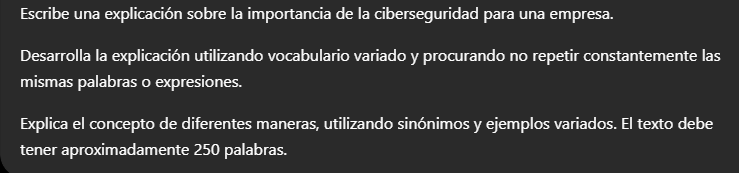 Escribe una explicación sobre la importancia de la ciberseguridad para una empresa.
Desarrolla la explicación utilizando vocabulario variado y procurando no repetir constantemente las
mismas palabras o expresiones.
Explica el concepto de diferentes maneras, utilizando sinónimos y ejemplos variados. El texto debe
tener aproximadamente 250 palabras.